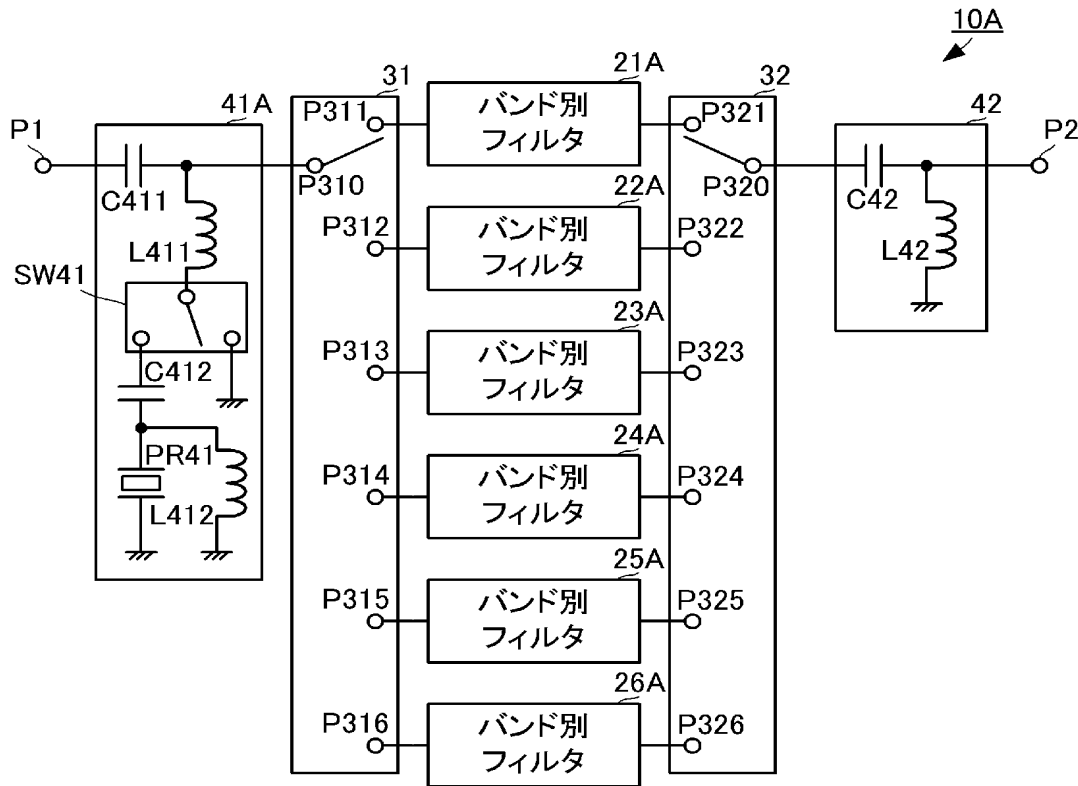 10A
21A
バンド別
フィルタ
31
P311
32
P321
41A
P1
C411
P310
L411
SW41
C412
PR41
L412
P320
42
C42
L42
P2
22A
P312
バンド別
フィルタ
P322
23A
P313
バンド別
フィルタ
P323
24A
P314
バンド別
フィルタ
P324
25A
P315
バンド別
フィルタ
P325
26A
P316
バンド別
フィルタ
P326